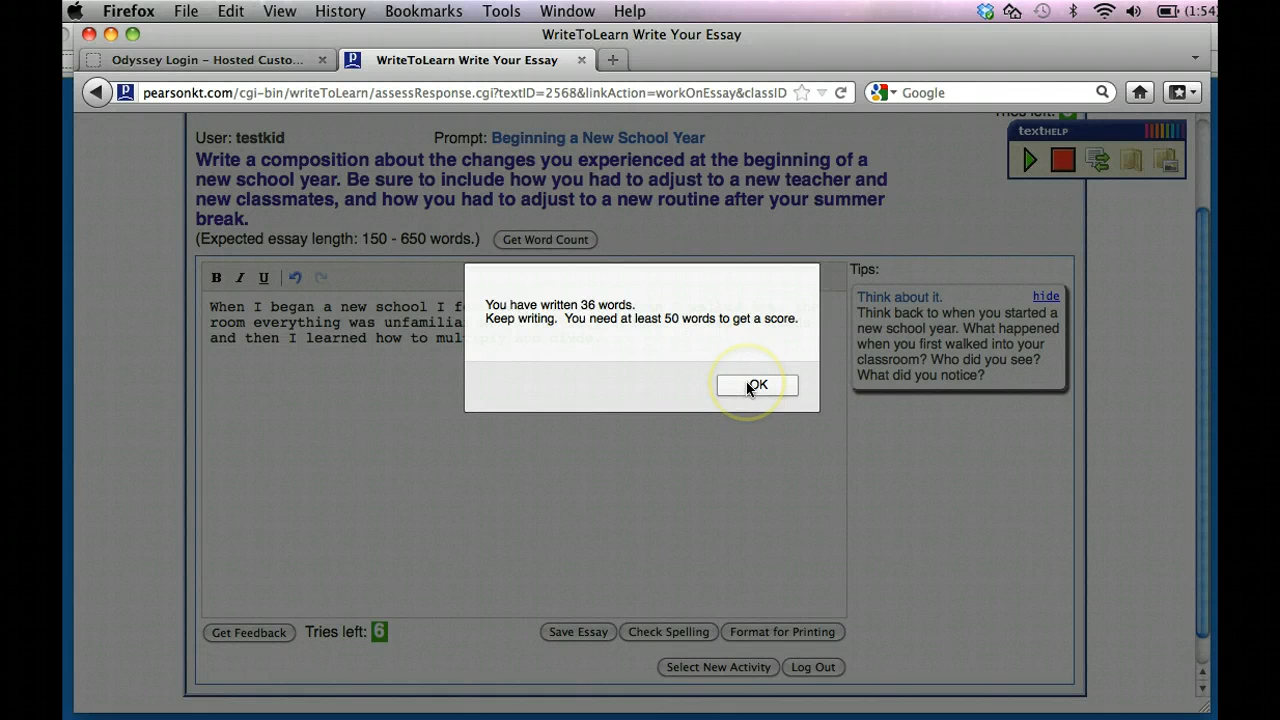 Firefox File Edit View History Bookmarks Tools Window Help (1:54)
WriteToLearn Write Your Essay
Odyssey Login – Hosted Custo... WriteToLearn Write Your Essay
pearsonkt.com/cgi-bin/writeToLearn/assessResponse.cgi?textID=2568&linkAction=workOnEssay&classID Google
User: testkid Prompt: Beginning a New School Year
textHELP
Write a composition about the changes you experienced at the beginning of a
new school year. Be sure to include how you had to adjust to a new teacher and
new classmates, and how you had to adjust to a new routine after your summer
break.
(Expected essay length: 150 - 650 words.) Get Word Count
B I U
Tips:
When I began a new school I
room everything was unfamilia
and then I learned how to multiply and divide.
You have written 36 words.
Keep writing. You need at least 50 words to get a score.
OK
Think about it. hide
Think back to when you started a
new school year. What happened
when you first walked into your
classroom? Who did you see?
What did you notice?
Get Feedback Tries left: 6 Save Essay Check Spelling Format for Printing
Select New Activity Log Out